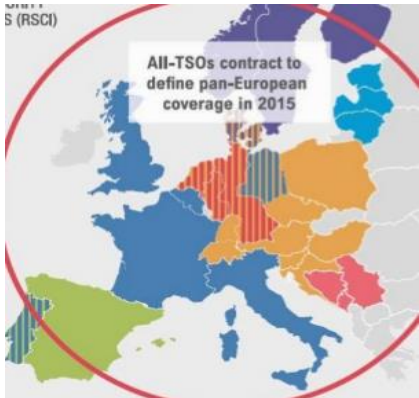 S (RSCI)
All-TSOs contract to
define pan-European
coverage in 2015